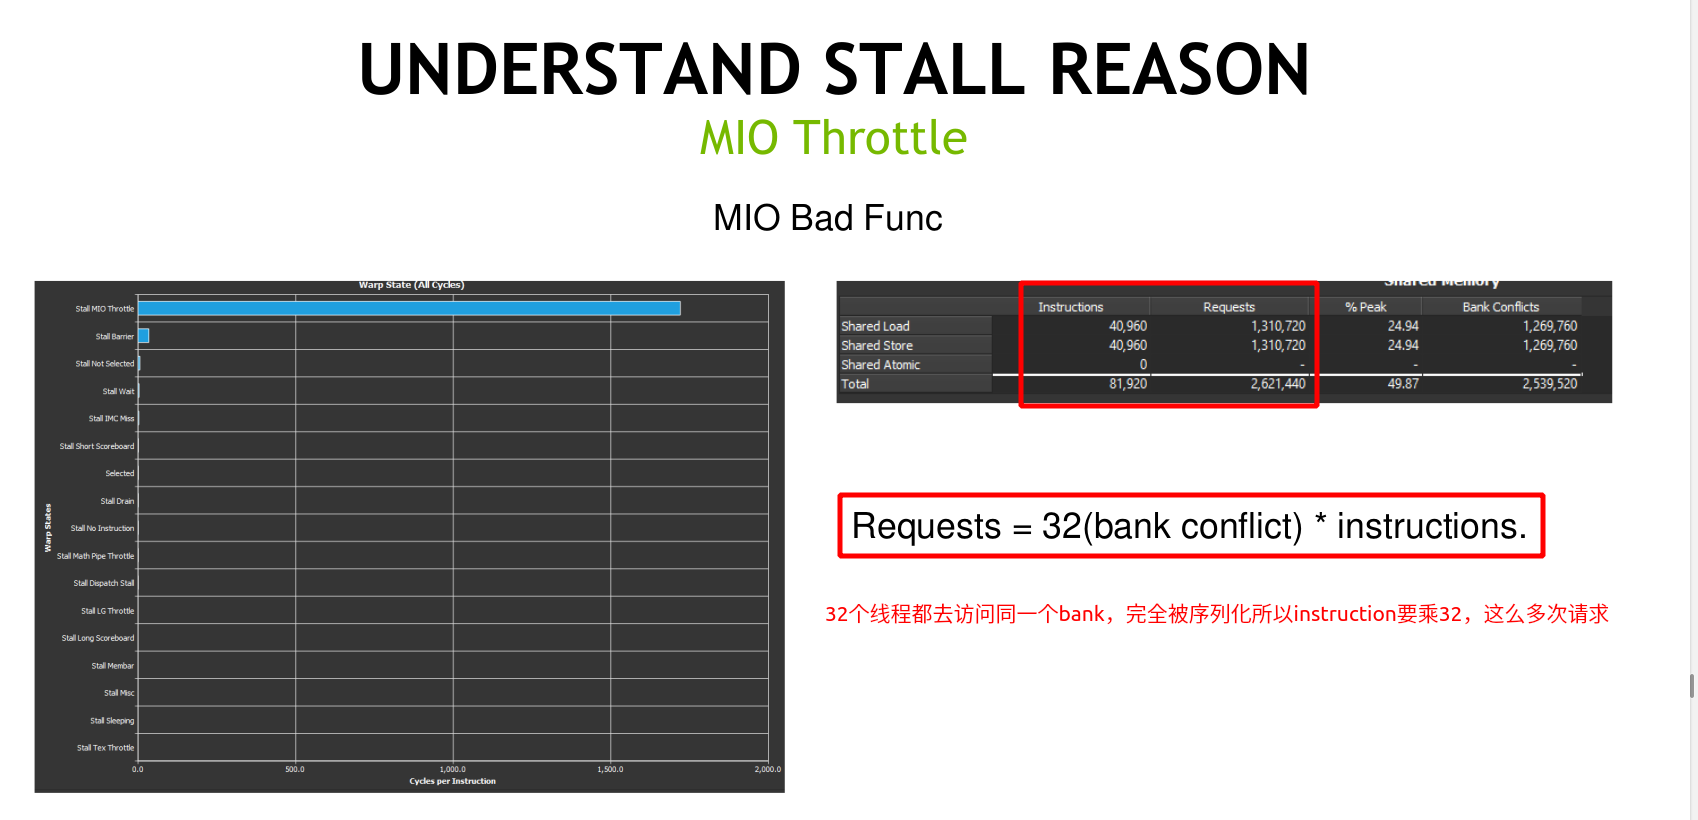 UNDERSTAND STALL REASON
MIO Throttle
MIO Bad Func
Warp State (All Cycles)
Stall MIO Throttle
Stall Barrier
Stall Not Selected
Stall Wait
Stall IMC Miss
Stall Short Scoreboard
Selected
Stall Drain
Stall No Instruction
Stall Math Pipe Throttle
Stall Dispatch Stall
Stall LG Throttle
Stall Long Scoreboard
Stall Membar
Stall Misc
Stall Sleeping
Stall Tex Throttle
Warp States
0.0 500.0 1,000.0 1,500.0 2,000.0
Cycles per Instruction
Shared Memory
Instructions Requests % Peak Bank Conflicts
Shared Load 40,960 1,310,720 24.94 1,269,760
Shared Store 40,960 1,310,720 24.94 1,269,760
Shared Atomic 0 - - -
Total 81,920 2,621,440 49.87 2,539,520
Requests = 32(bank conflict) * instructions.
32个线程都去访问同一个bank，完全被序列化所以instruction要乘32，这么多次请求